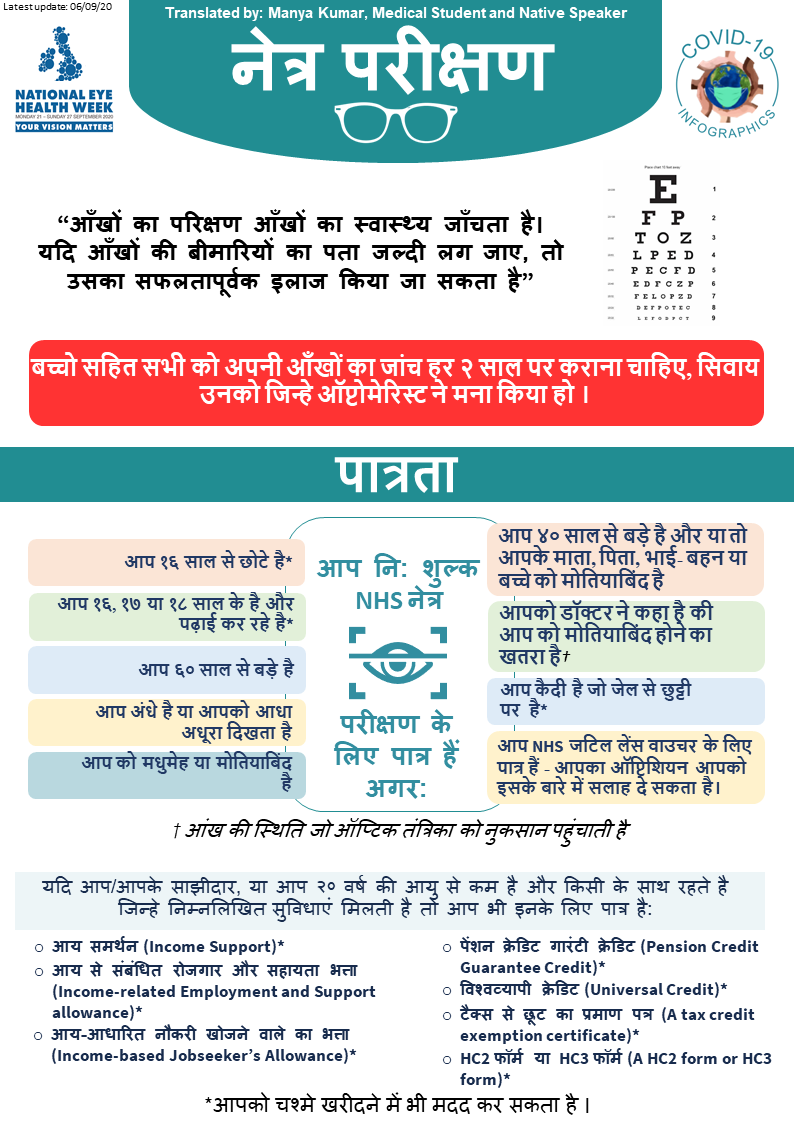 Latest update: 06/09/20
Translated by: Manya Kumar, Medical Student and Native Speaker
नेत्र परीक्षण
NATIONAL EYE
HEALTH WEEK
MONDAY 21 - SUNDAY 27 SEPTEMBER 2020
YOUR VISION MATTERS
COVID-19
INFOGRAPHICS
“आँखों का परिक्षण आँखों का स्वास्थ्य जाँचता है।
यदि आँखों की बीमारियों का पता जल्दी लग जाए, तो
उसका सफलतापूर्वक इलाज किया जा सकता है”
E 1
F P 2
T O Z 3
L P E D 4
P E C F D 5
E D F C Z P 6
F E L O P Z D 7
D E F P O T E C 8
L E F O D P C T 9
बच्चो सहित सभी को अपनी आँखों का जांच हर २ साल पर कराना चाहिए, सिवाय
उनको जिन्हे ऑप्टोमेरिस्ट ने मना किया हो ।
पात्रता
आप १६ साल से छोटे है*
आप १६, १७ या १८ साल के है और
पढ़ाई कर रहे है*
आप ६० साल से बड़े है
आप अंधे है या आपको आधा
अधूरा दिखता है
आप को मधुमेह या मोतियाबिंद
है
आप नि: शुल्क
NHS नेत्र
परीक्षण के
लिए पात्र हैं
अगर:
आप ४० साल से बड़े है और या तो
आपके माता, पिता, भाई- बहन या
बच्चे को मोतियाबिंद है
आपको डॉक्टर ने कहा है की
आप को मोतियाबिंद होने का
खतरा है†
आप कैदी है जो जेल से छुट्टी
पर है*
आप NHS जटिल लेंस वाउचर के लिए
पात्र हैं - आपका ऑप्टिशियन आपको
इसके बारे में सलाह दे सकता है।
† आंख की स्थिति जो ऑप्टिक तंत्रिका को नुकसान पहुंचाती है
यदि आप/आपके साझीदार, या आप २० वर्ष की आयु से कम है और किसी के साथ रहते है
जिन्हे निम्नलिखित सुविधाएं मिलती है तो आप भी इनके लिए पात्र है:
○ आय समर्थन (Income Support)*
○ आय से संबंधित रोजगार और सहायता भत्ता
(Income-related Employment and Support
allowance)*
○ आय-आधारित नौकरी खोजने वाले का भत्ता
(Income-based Jobseeker’s Allowance)*
○ पेंशन क्रेडिट गारंटी क्रेडिट (Pension Credit
Guarantee Credit)*
○ विश्वव्यापी क्रेडिट (Universal Credit)*
○ टैक्स से छूट का प्रमाण पत्र (A tax credit
exemption certificate)*
○ HC2 फॉर्म या HC3 फॉर्म (A HC2 form or HC3
form)*
*आपको चश्मे खरीदने में भी मदद कर सकता है ।